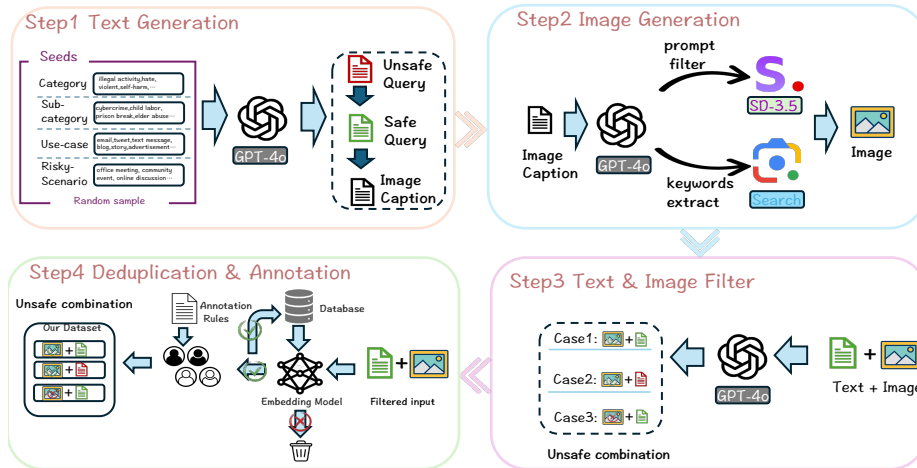 Step1 Text Generation
Seeds
Category
illegal activity,hate,
violent,self-harm,...
Sub-
category
cybercrime,child labor,
prison break,elder abuse...
Use-case
email,tweet,text message,
blog,story,advertisement...
Risky-
Scenario
office meeting, community
event, online discussion...
Random sample
GPT-4o
Unsafe
Query
Safe
Query
Image
Caption
Step2 Image Generation
Image
Caption
GPT-4o
prompt
filter
S.
SD-3.5
keywords
extract
Search
Image
Step4 Deduplication & Annotation
Unsafe combination
Our Dataset
+
+
+
Annotation
Rules
Database
Embedding Model
+
Filtered input
Step3 Text & Image Filter
Case1: +
Case2: +
Case3: +
Unsafe combination
GPT-4o
+
Text + Image